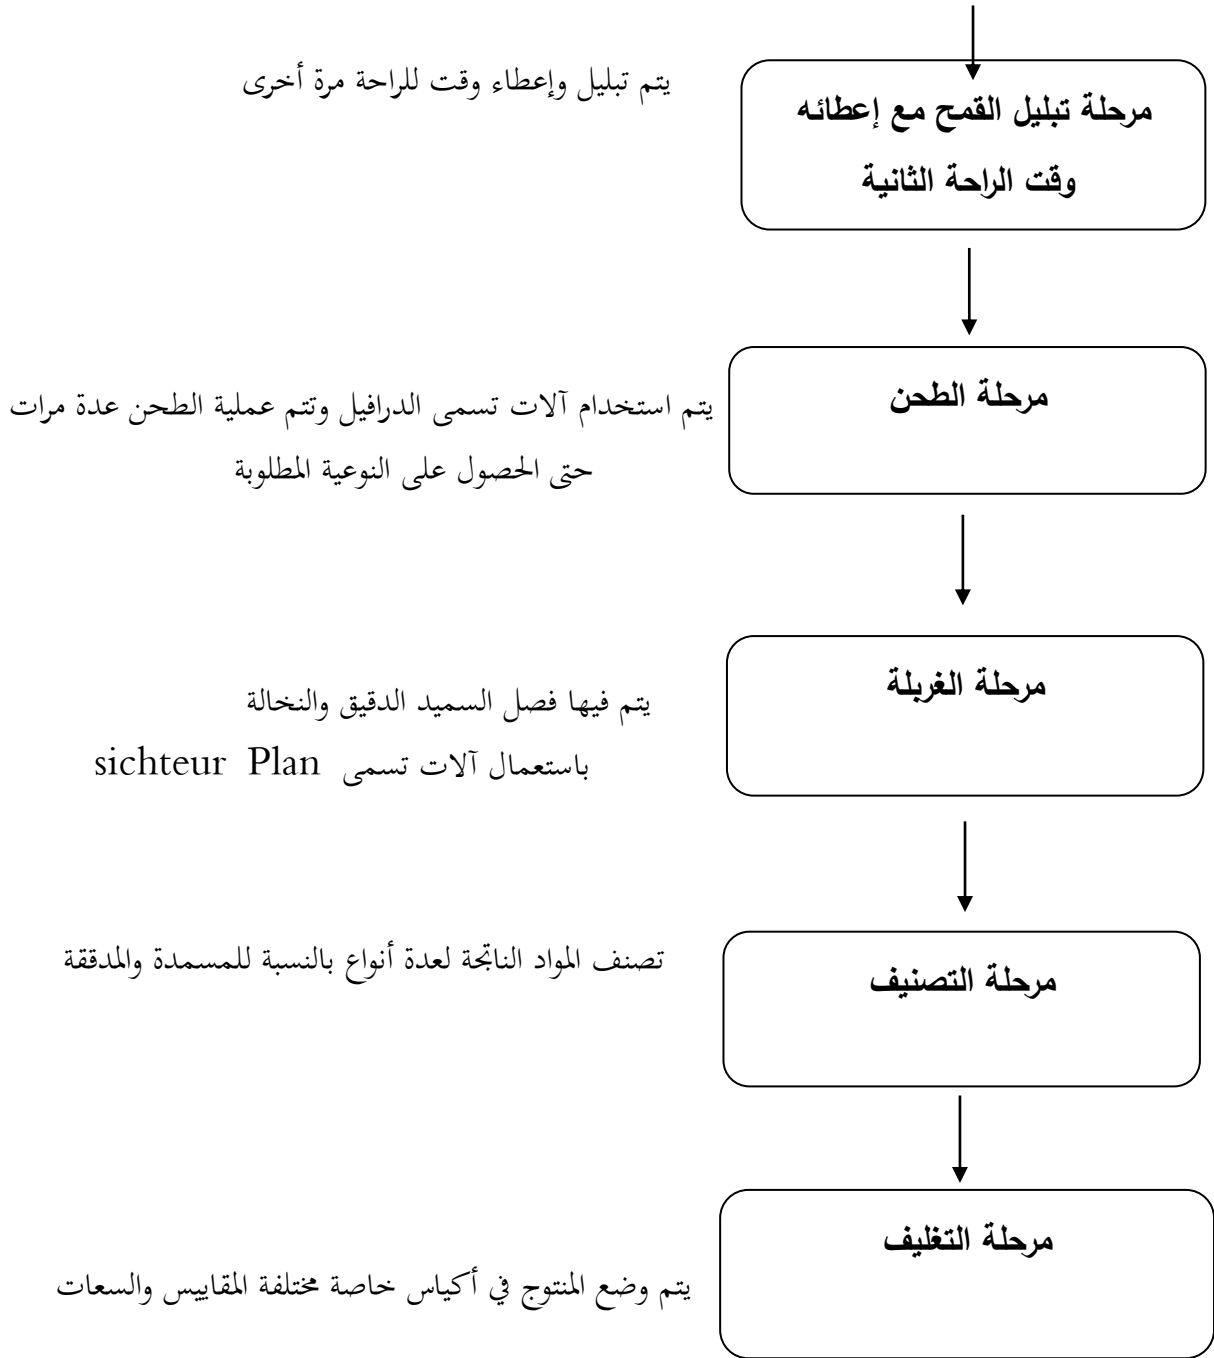 مرحلة تبليل القمح مع إعطائه
وقت الراحة الثانية
يتم تبليل وإعطاء وقت للراحة مرة أخرى
مرحلة الطحن
يتم استخدام آلات تسمى الدرافيل وتتم عملية الطحن عدة مرات
حتى الحصول على النوعية المطلوبة
مرحلة الغربلة
يتم فيها فصل السميد الدقيق والنخالة
باستعمال آلات تسمى sichteur Plan
مرحلة التصنيف
تصنف المواد الناتجة لعدة أنواع بالنسبة للمسمدة والمدققة
مرحلة التغليف
يتم وضع المنتوج في أكياس خاصة مختلفة المقاييس والسعات